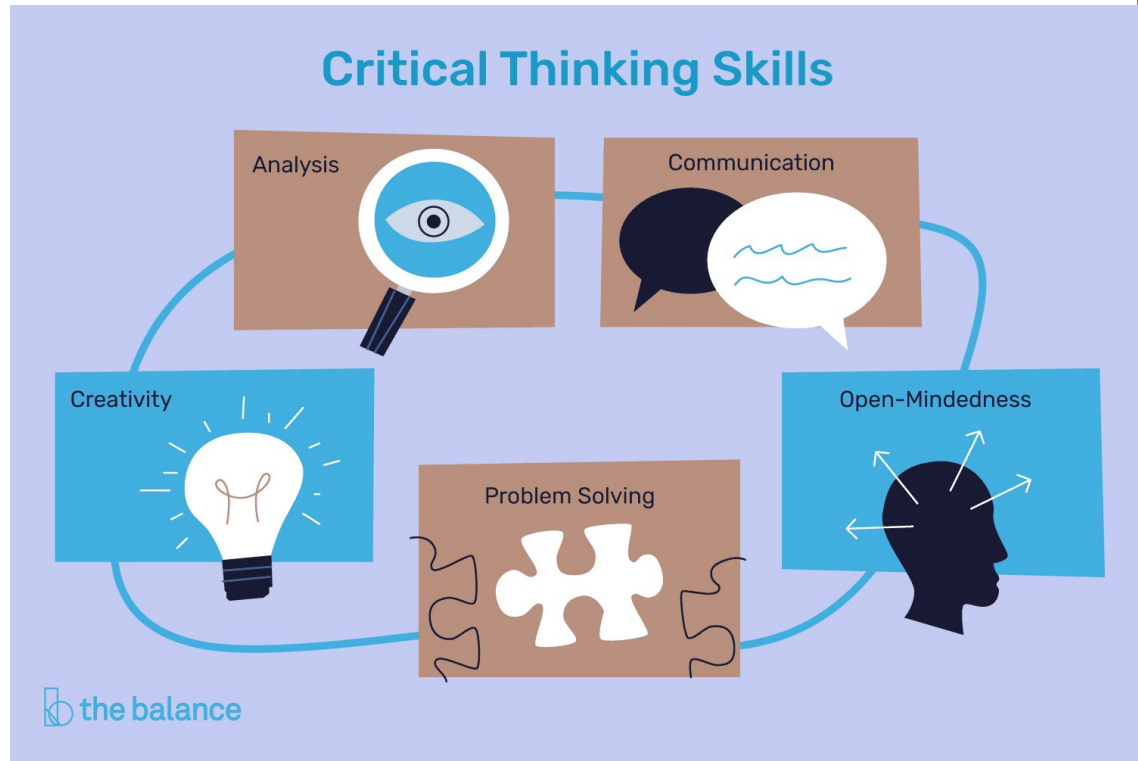 Critical Thinking Skills
Analysis
Communication
Creativity
Open-Mindedness
Problem Solving
the balance